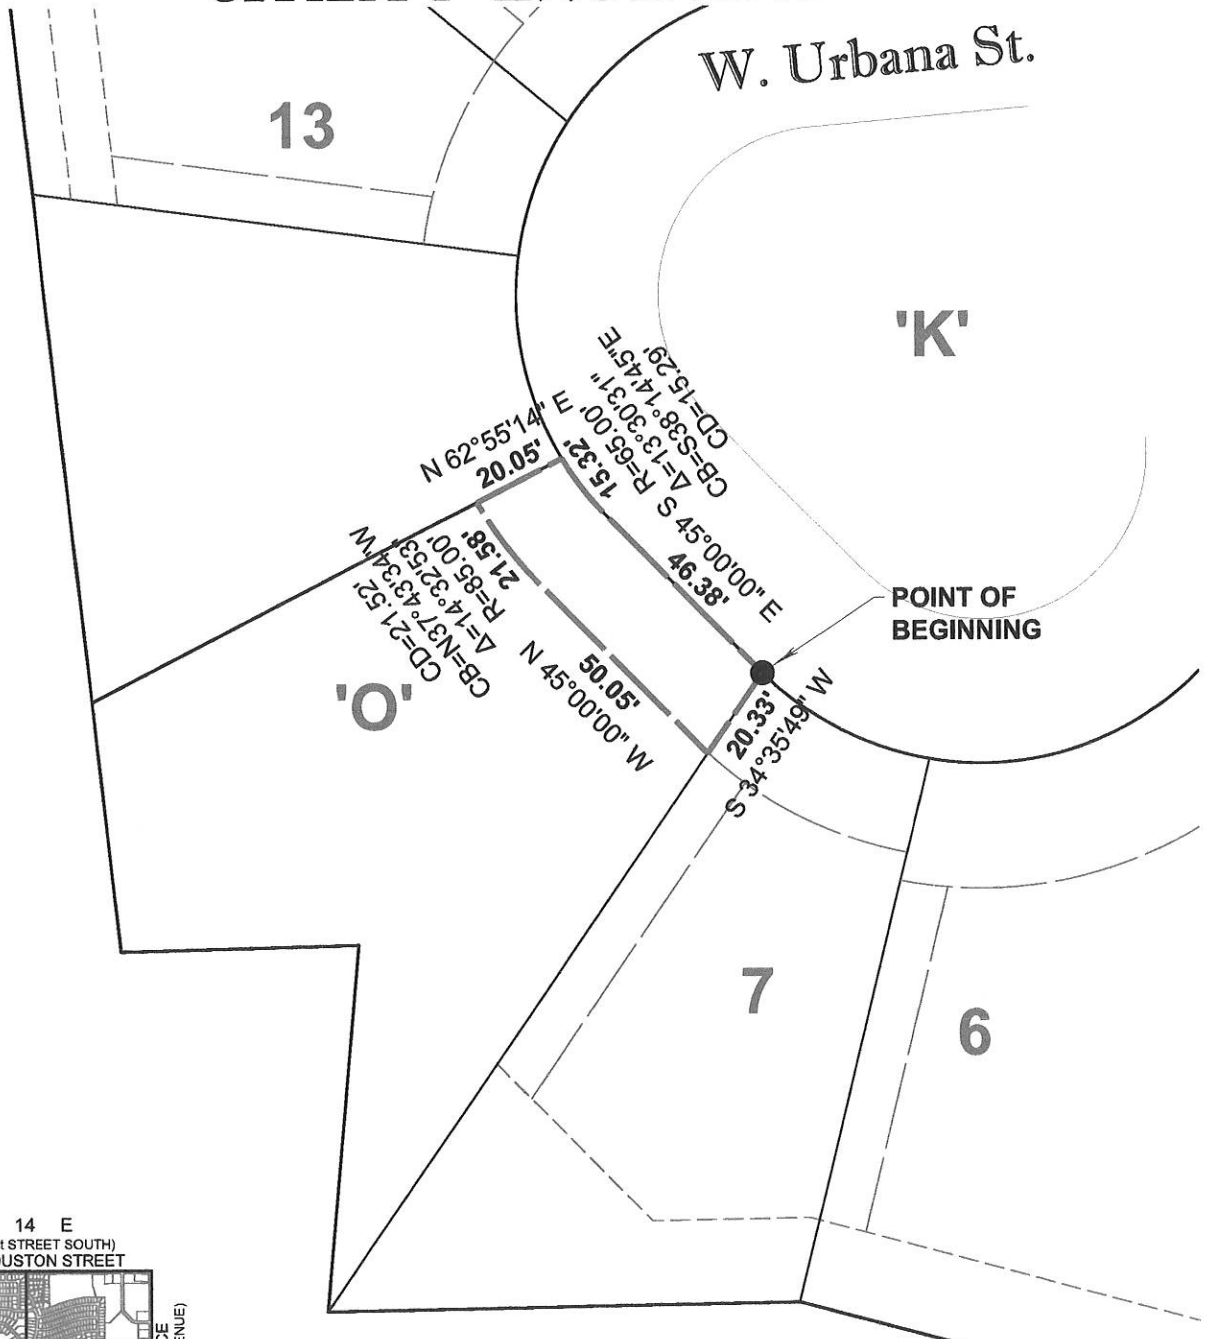 W. Urbana St.
13
'K'
N 62°55'14" E
20.05'
15.32'
R=65.00'
Δ=13°30'31"
CB=S38°14'45"E
CD=15.29'
S 45°00'00" E
46.38'
21.58'
R=85.00'
Δ=14°32'53"
CB=N37°43'34"W
CD=21.52'
N 45°00'00" W
50.05'
POINT OF
BEGINNING
20.33'
S 34°35'49" W
'O'
7
6
14 E
STREET SOUTH)
STREET